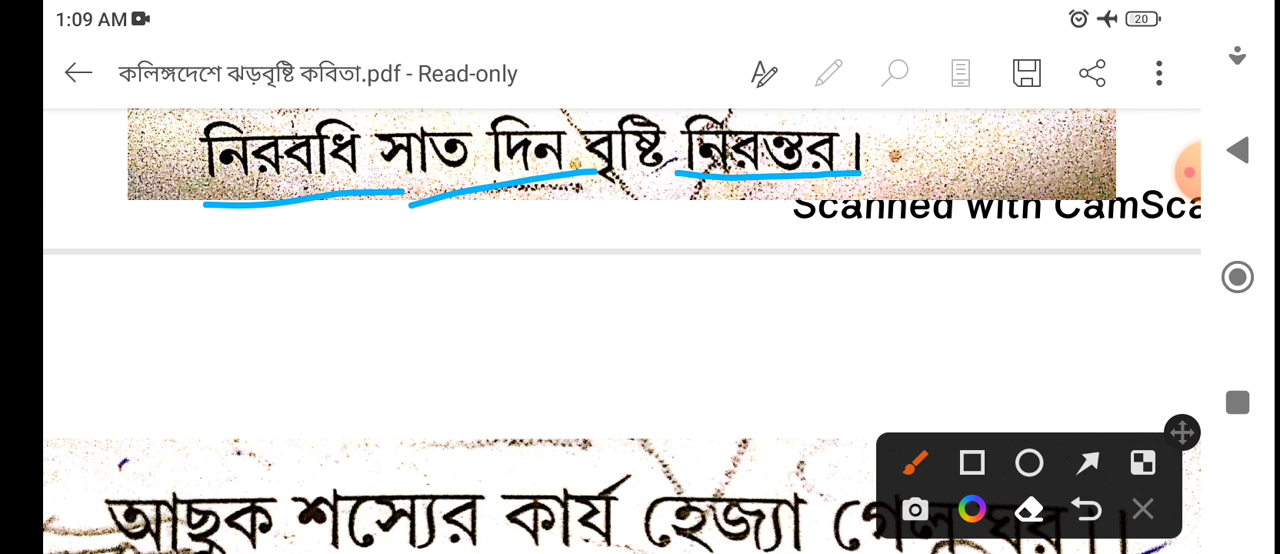 1:09 AM 20
কলিঙ্গদেশে ঝড়বৃষ্টি কবিতা.pdf - Read-only
নিরবধি সাত দিন বৃষ্টি নিরন্তর।
Scanned with CamSca
আছুক শস্যের কার্য হেজ্যা গেল ঘর।।